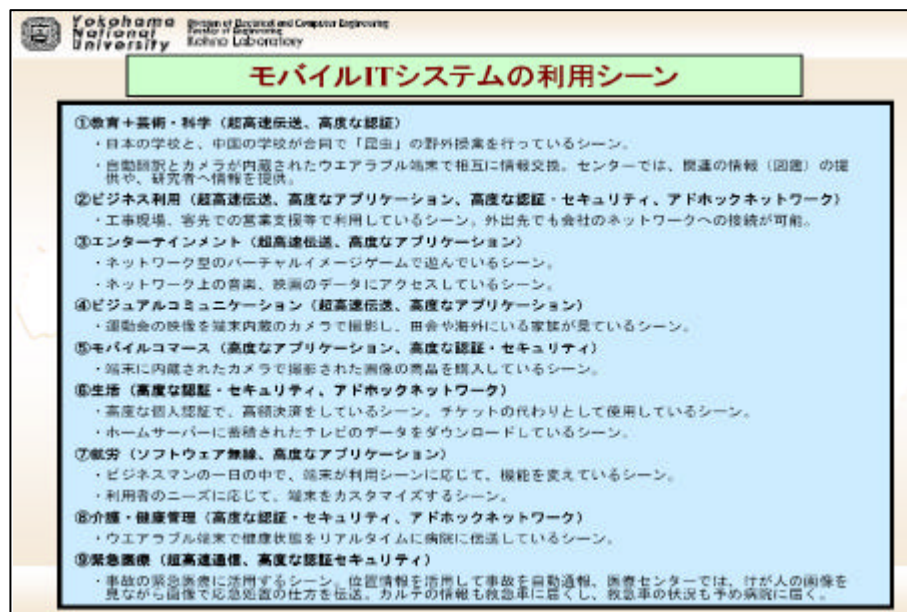 Yokohama
National
University
Division of Electrical and Computer Engineering
Faculty of Engineering
Kohno Laboratory
モバイルITシステムの利用シーン
①教育＋芸術・科学（超高速伝送、高度な認証）
・日本の学校と、中国の学校が合同で「昆虫」の野外授業を行っているシーン。
・自動翻訳とカメラが内蔵されたウエアラブル端末で相互に情報交換。センターでは、関連の情報（図鑑）の提
供や、研究者へ情報を提供。
②ビジネス利用（超高速伝送、高度なアプリケーション、高度な認証・セキュリティ、アドホックネットワーク）
・工事現場、客先での営業支援等で利用しているシーン。外出先でも会社のネットワークへの接続が可能。
③エンターテインメント（超高速伝送、高度なアプリケーション）
・ネットワーク型のバーチャルイメージゲームで遊んでいるシーン。
・ネットワーク上の音楽、映画のデータにアクセスしているシーン。
④ビジュアルコミュニケーション（超高速伝送、高度なアプリケーション）
・運動会の映像を端末内蔵のカメラで撮影し、田舎や海外にいる家族が見ているシーン。
⑤モバイルコマース（高度なアプリケーション、高度な認証・セキュリティ）
・端末に内蔵されたカメラで撮影された画像の商品を購入しているシーン。
⑥生活（高度な認証・セキュリティ、アドホックネットワーク）
・高度な個人認証で、高額決済をしているシーン。チケットの代わりとして使用しているシーン。
・ホームサーバーに蓄積されたテレビのデータをダウンロードしているシーン。
⑦就労（ソフトウェア無線、高度なアプリケーション）
・ビジネスマンの一日の中で、端末が利用シーンに応じて、機能を変えているシーン。
・利用者のニーズに応じて、端末をカスタマイズするシーン。
⑧介護・健康管理（高度な認証・セキュリティ、アドホックネットワーク）
・ウエアラブル端末で健康状態をリアルタイムに病院に伝送しているシーン。
⑨緊急医療（超高速通信、高度な認証セキュリティ）
・事故の緊急医療に活用するシーン。位置情報を活用して事故を自動通報、医療センターでは、けが人の画像を
見ながら画像で応急処置の仕方を伝送。カルテの情報も救急車に届くし、救急車の状況も予め病院に届く。